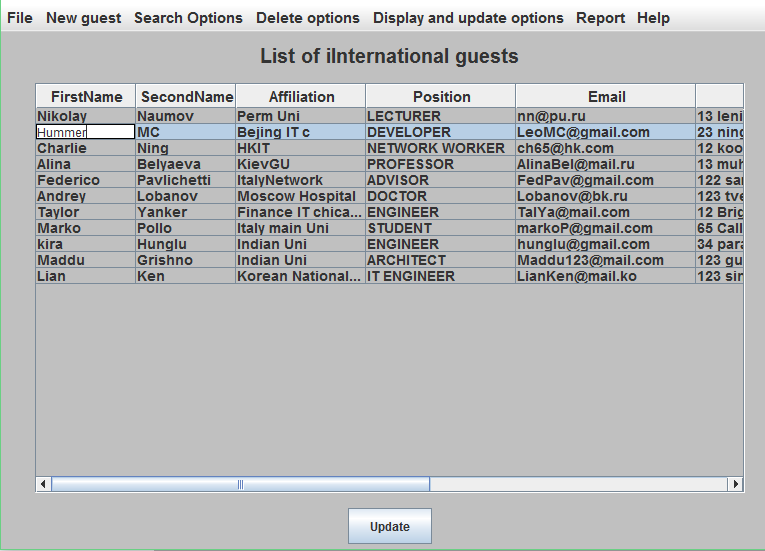 File New guest Search Options Delete options Display and update options Report Help
List of iInternational guests
FirstName SecondName Affiliation Position Email
Nikolay Naumov Perm Uni LECTURER nn@pu.ru 13 leni
Hummer MC Bejing IT c DEVELOPER LeoMC@gmail.com 23 ning
Charlie Ning HKIT NETWORK WORKER ch65@hk.com 12 koo
Alina Belyaeva KievGU PROFESSOR AlinaBel@mail.ru 13 muh
Federico Pavlichetti ItalyNetwork ADVISOR FedPav@gmail.com 122 sa
Andrey Lobanov Moscow Hospital DOCTOR Lobanov@bk.ru 123 tve
Taylor Yanker Finance IT chica... ENGINEER TalYa@mail.com 12 Brig
Marko Pollo Italy main Uni STUDENT markoP@gmail.com 65 Call
kira Hunglu Indian Uni ENGINEER hunglu@gmail.com 34 para
Maddu Grishno Indian Uni ARCHITECT Maddu123@mail.com 123 gu
Lian Ken Korean National... IT ENGINEER LianKen@mail.ko 123 sin
Update